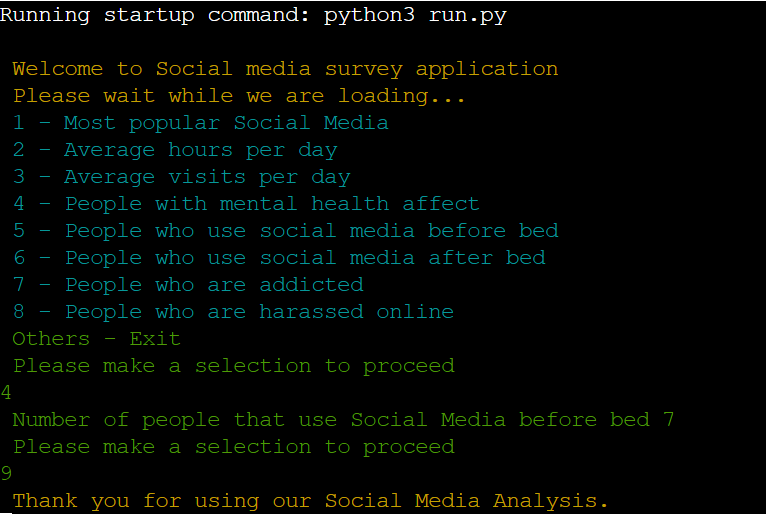 Running startup command: python3 run.py
Welcome to Social media survey application
Please wait while we are loading...
1 - Most popular Social Media
2 - Average hours per day
3 - Average visits per day
4 - People with mental health affect
5 - People who use social media before bed
6 - People who use social media after bed
7 - People who are addicted
8 - People who are harassed online
Others - Exit
Please make a selection to proceed
4
Number of people that use Social Media before bed 7
Please make a selection to proceed
9
Thank you for using our Social Media Analysis.